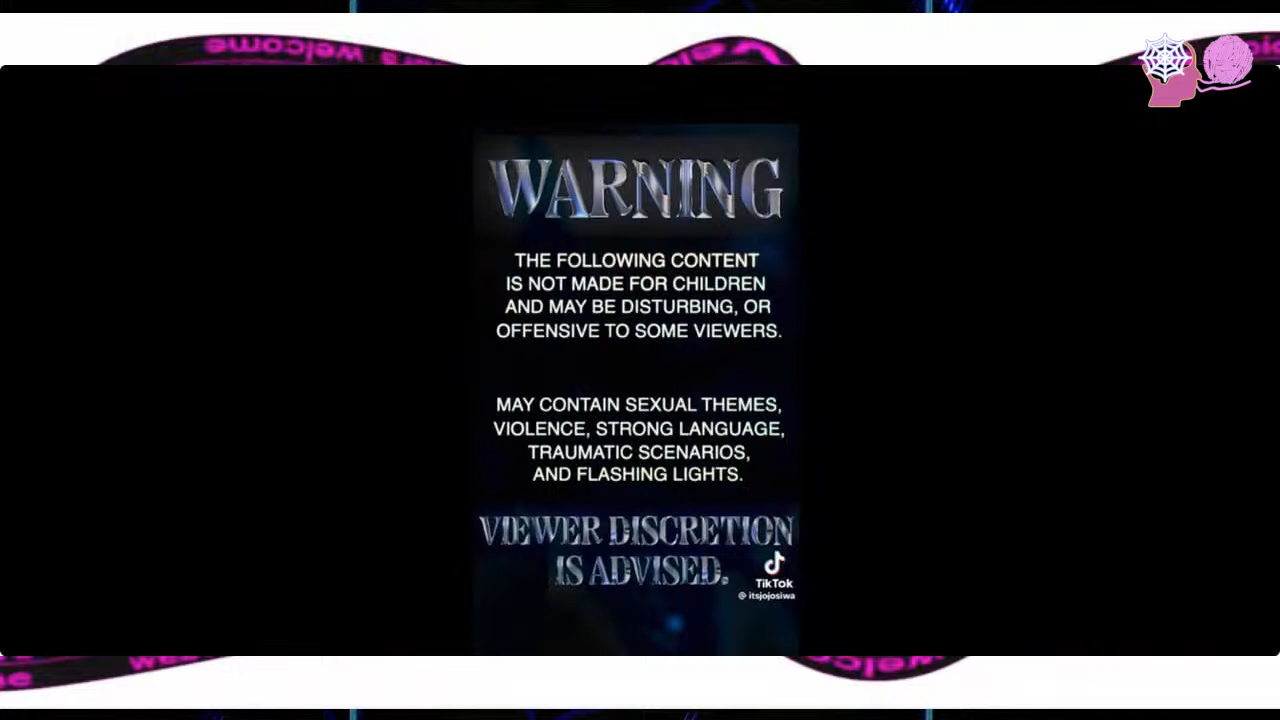 welcome
WARNING
THE FOLLOWING CONTENT
IS NOT MADE FOR CHILDREN
AND MAY BE DISTURBING, OR
OFFENSIVE TO SOME VIEWERS.
MAY CONTAIN SEXUAL THEMES,
VIOLENCE, STRONG LANGUAGE,
TRAUMATIC SCENARIOS,
AND FLASHING LIGHTS.
VIEWER DISCRETION
IS ADVISED.
TikTok
@ itsjojosiwa